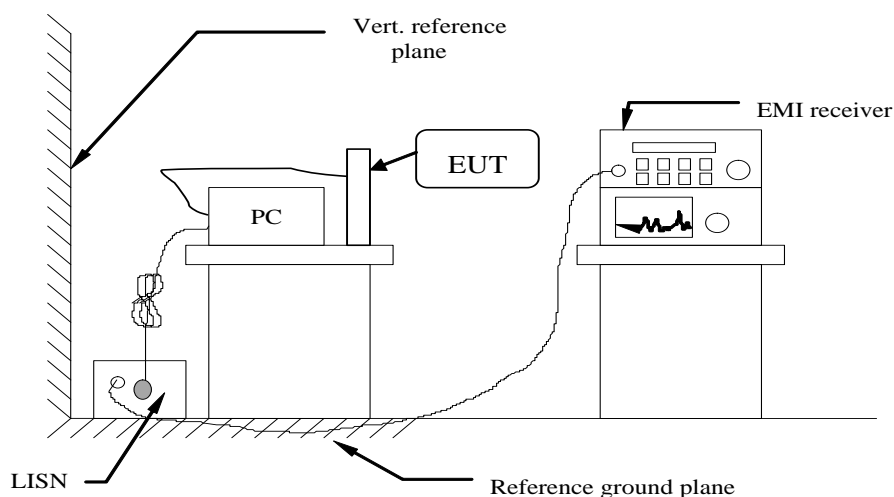 Vert. reference
plane
EMI receiver
EUT
PC
LISN
Reference ground plane